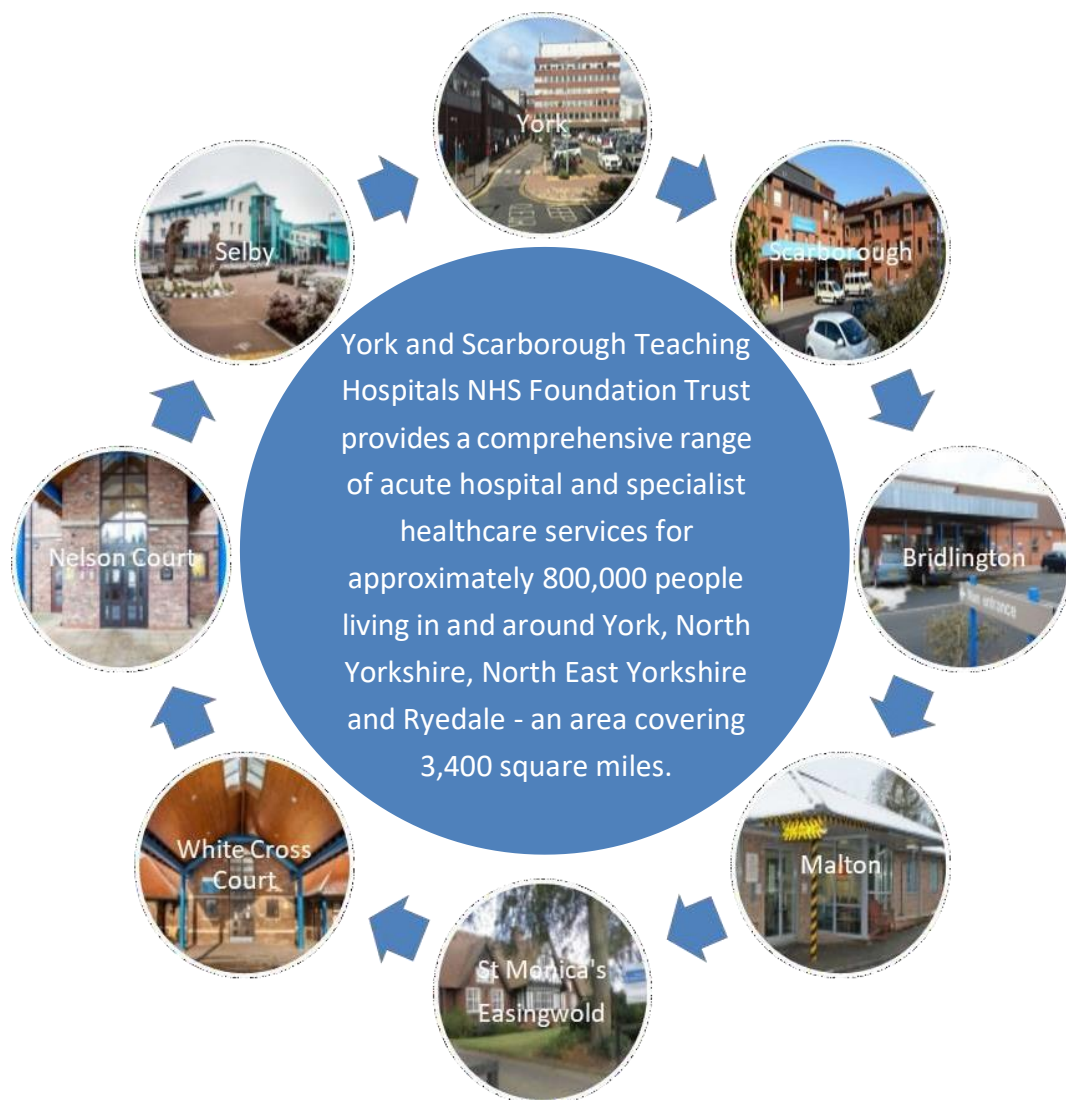 York
Scarborough
Bridlington
Main entrance
Malton
St Monica's
Easingwold
White Cross
Court
Nelson Court
Selby
York and Scarborough Teaching
Hospitals NHS Foundation Trust
provides a comprehensive range
of acute hospital and specialist
healthcare services for
approximately 800,000 people
living in and around York, North
Yorkshire, North East Yorkshire
and Ryedale - an area covering
3,400 square miles.